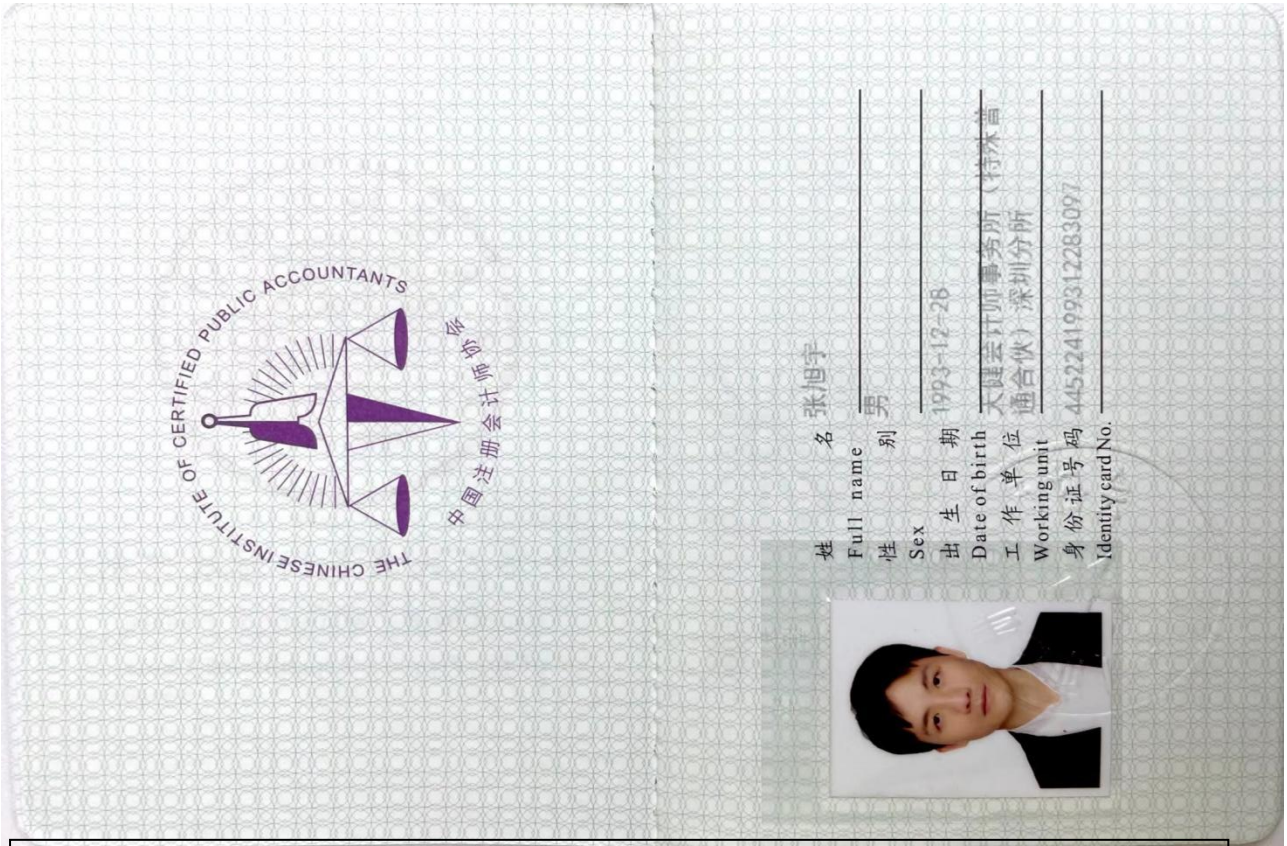 THE CHINESE INSTITUTE OF CERTIFIED PUBLIC ACCOUNTANTS
中国注册会计师协会
姓名 张旭宇
Full name
性别 男
Sex
出生日期 1993-12-28
Date of birth
工作单位 天健会计师事务所（特殊普
通合伙）深圳分所
Working unit
身份证号码 445224199312283097
Identity card No.